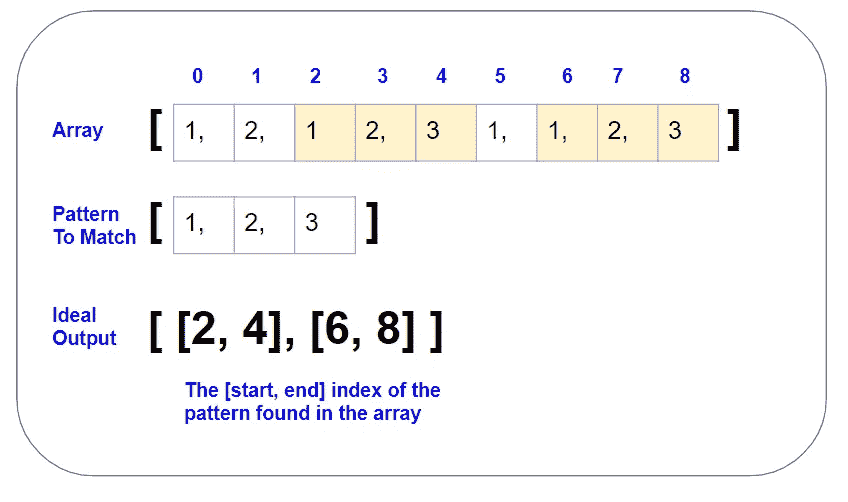 0 1 2 3 4 5 6 7 8
Array [ 1, 2, 1 2, 3 1, 1, 2, 3 ]
Pattern
To Match [ 1, 2, 3 ]
Ideal
Output [ [2, 4], [6, 8] ]
The [start, end] index of the
pattern found in the array